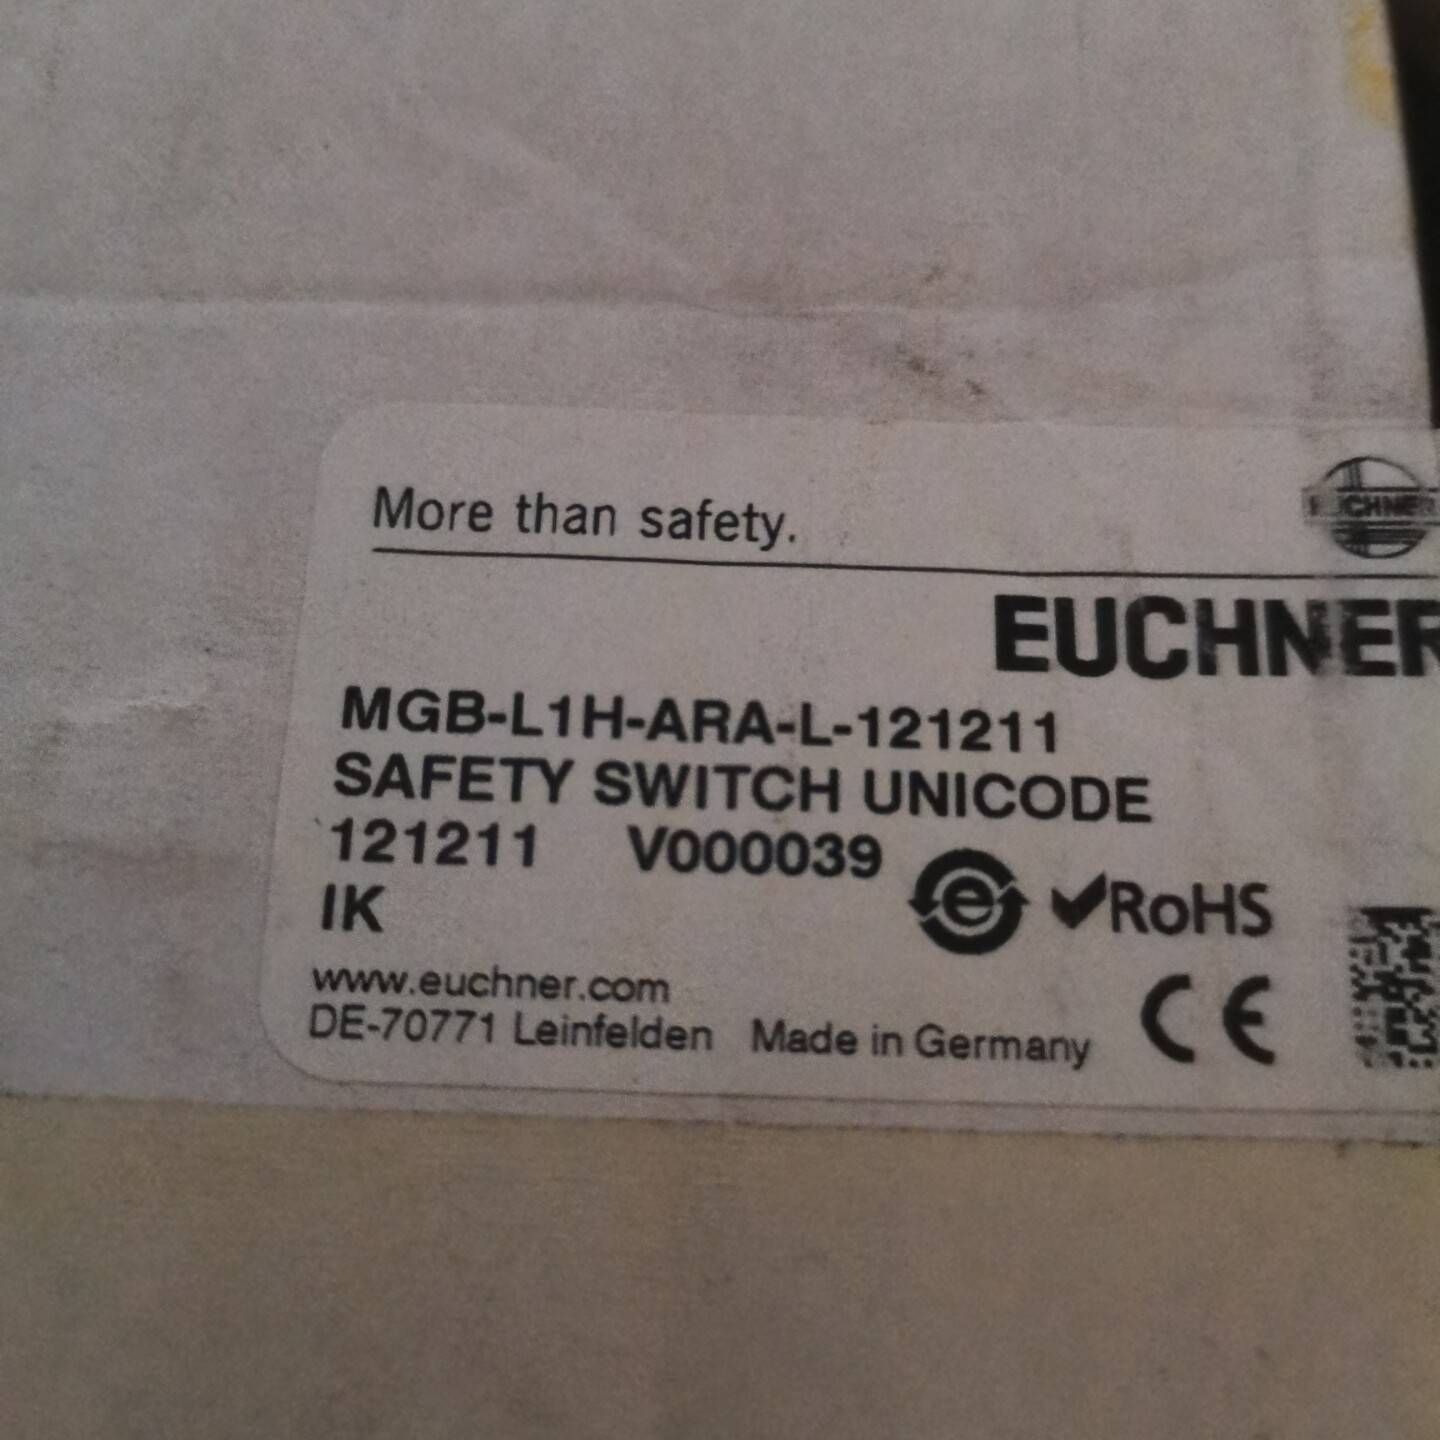 More than safety.
EUCHNER
EUCHNER
MGB-L1H-ARA-L-121211
SAFETY SWITCH UNICODE
121211 V000039
IK
e ✔RoHS
www.euchner.com
DE-70771 Leinfelden Made in Germany
CE